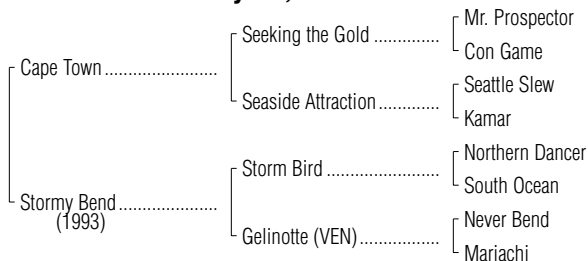 Mr. Prospector
Seeking the Gold ..............
Con Game
Cape Town ........................
Seattle Slew
Seaside Attraction .............
Kamar
Northern Dancer
Storm Bird ........................
South Ocean
Stormy Bend .....................
(1993)
Never Bend
Gelinotte (VEN) .................
Mariachi